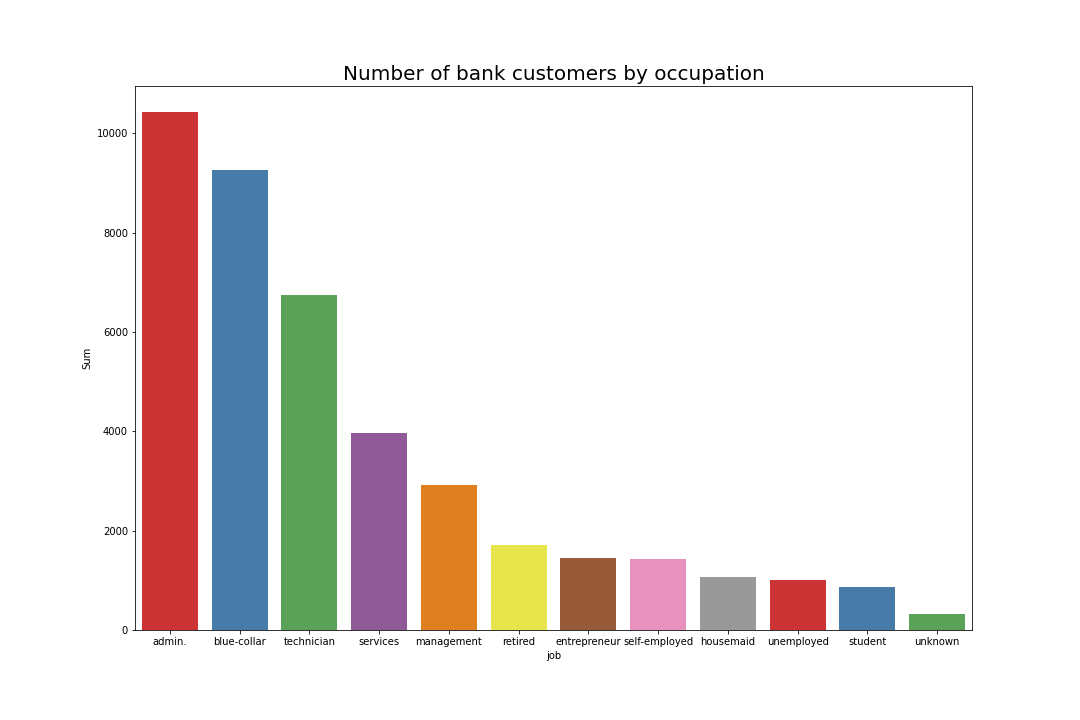 Number of bank customers by occupation
10000
8000
6000
4000
2000
0
Sum
admin. blue-collar technician services management retired entrepreneur self-employed housemaid unemployed student unknown
job